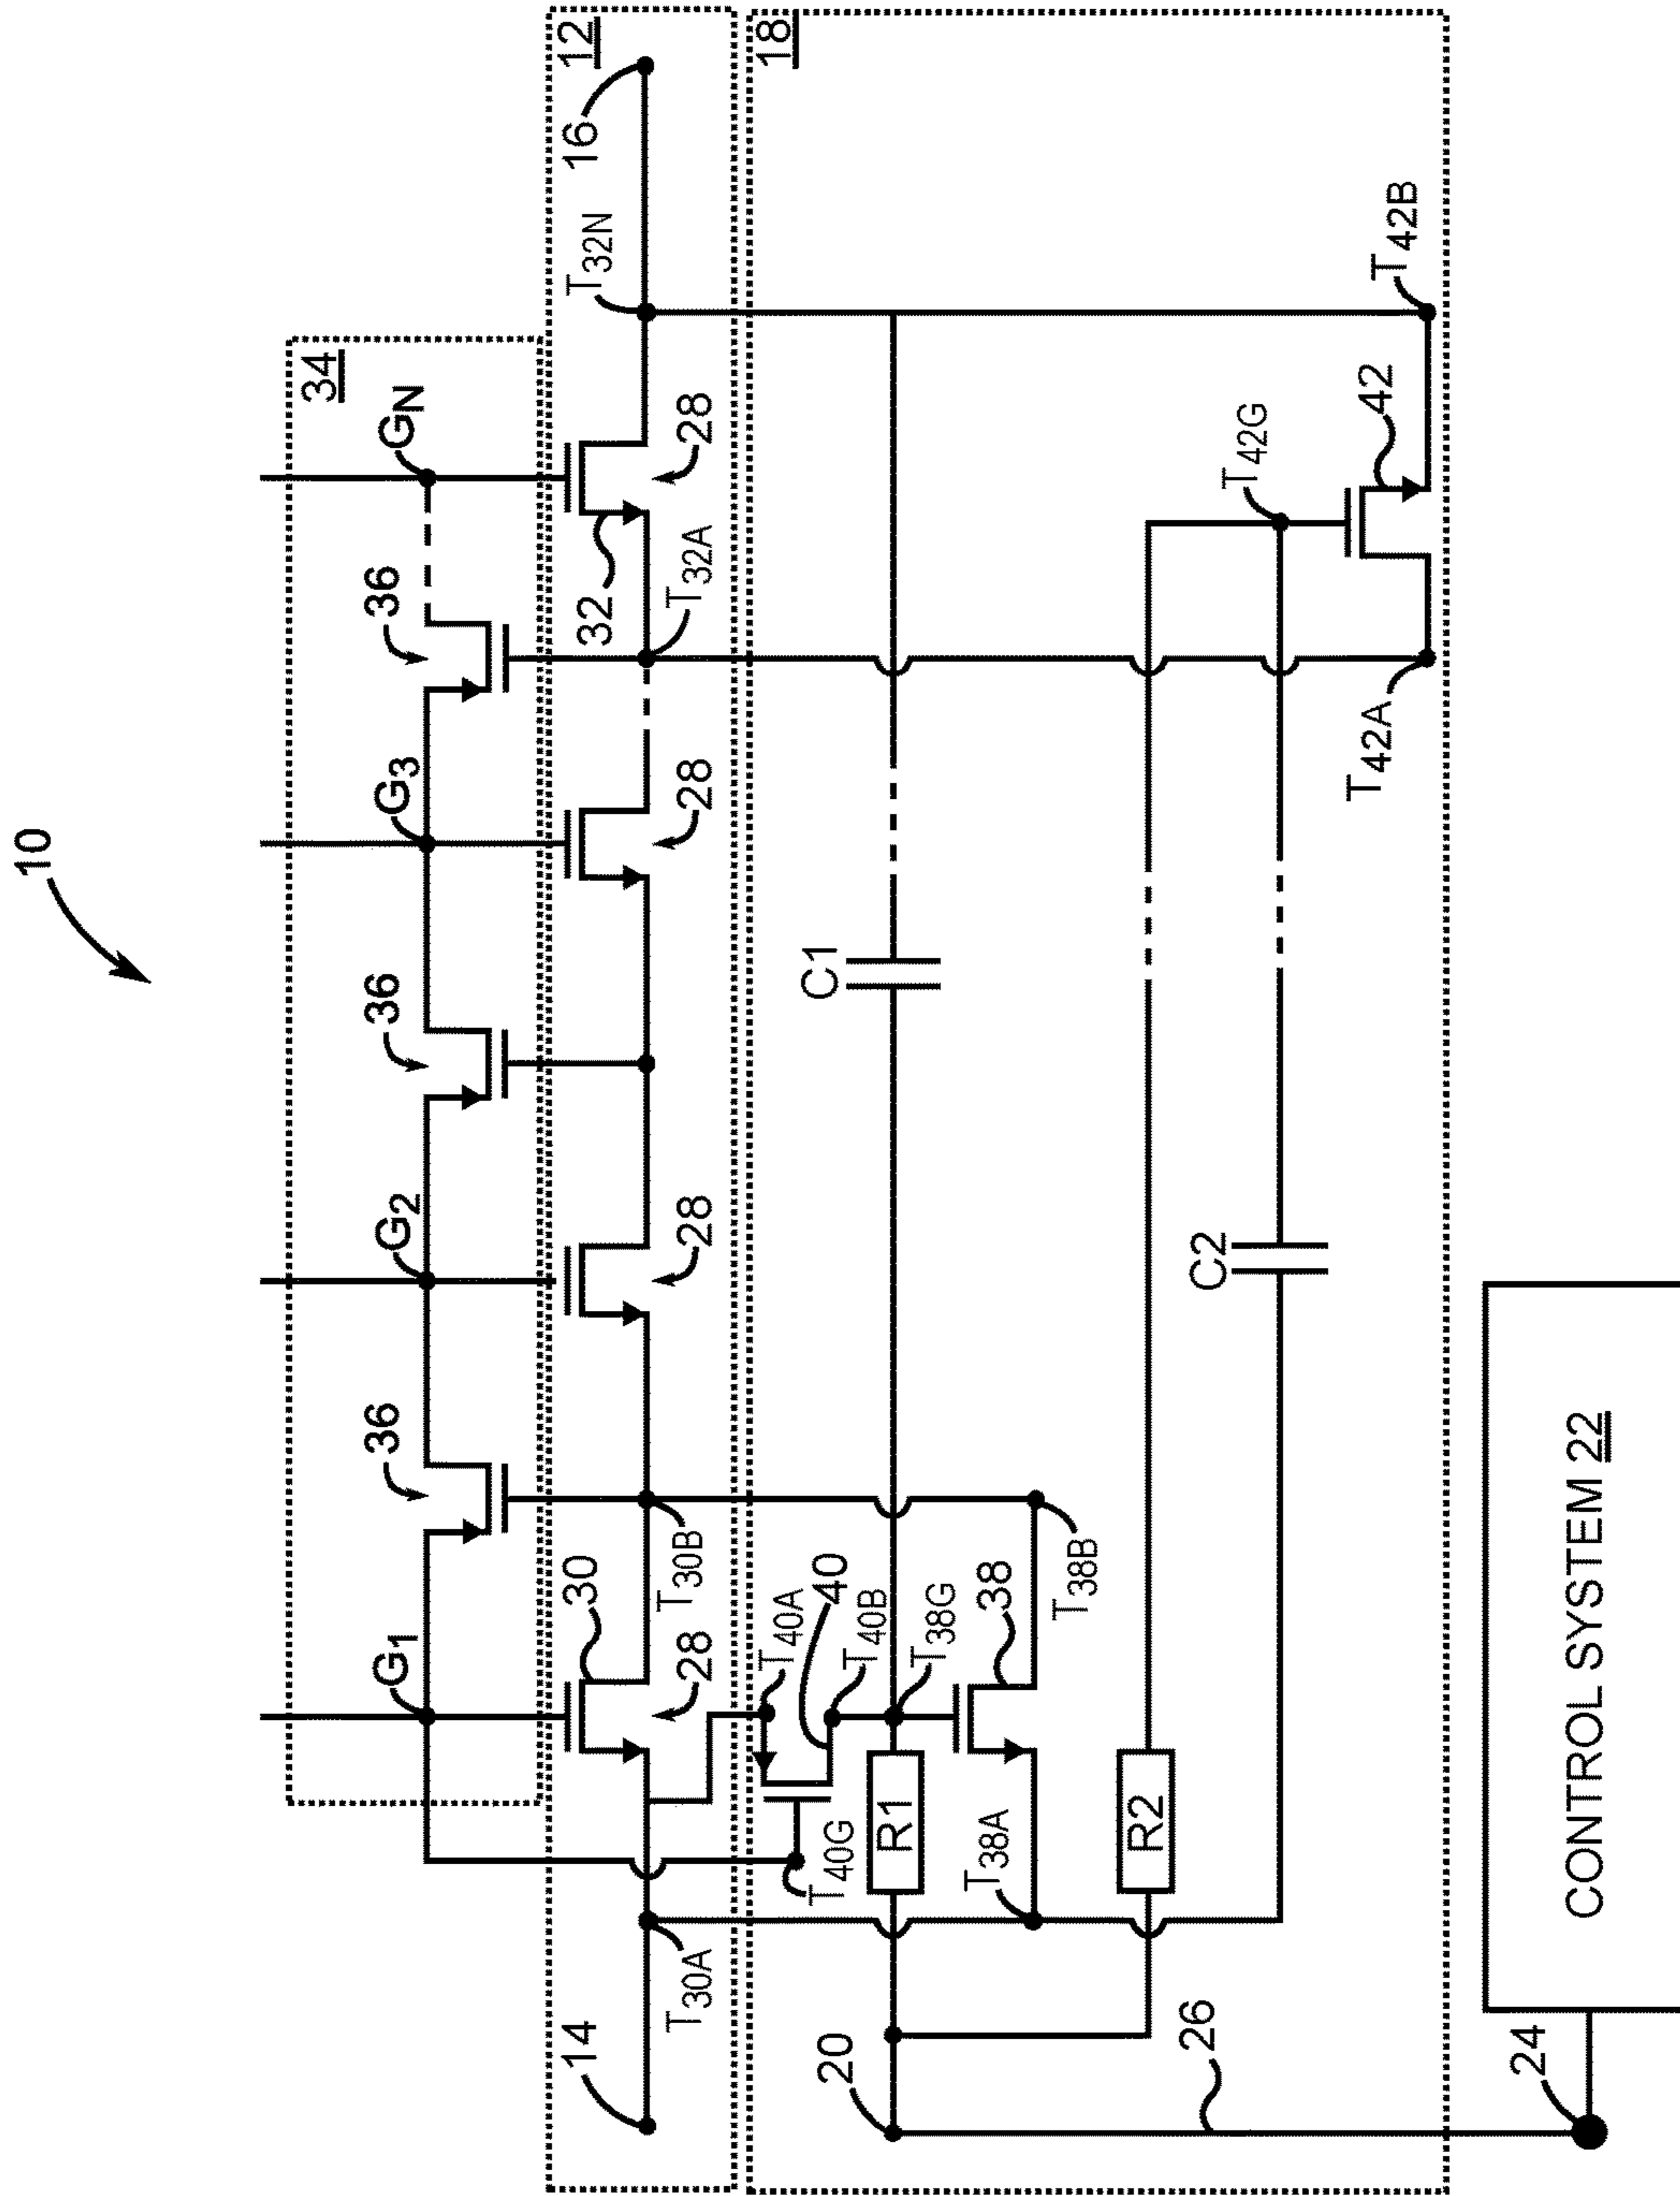 10
34
G1
G2
G3
GN
36
36
36
12
14
16
T30A
T30B
T32A
T32N
30
32
28
28
28
28
18
T40A
40
T40B
T40G
R1
T38G
38
T38A
T38B
C1
R2
C2
T42G
42
T42A
T42B
20
26
24
CONTROL SYSTEM 22